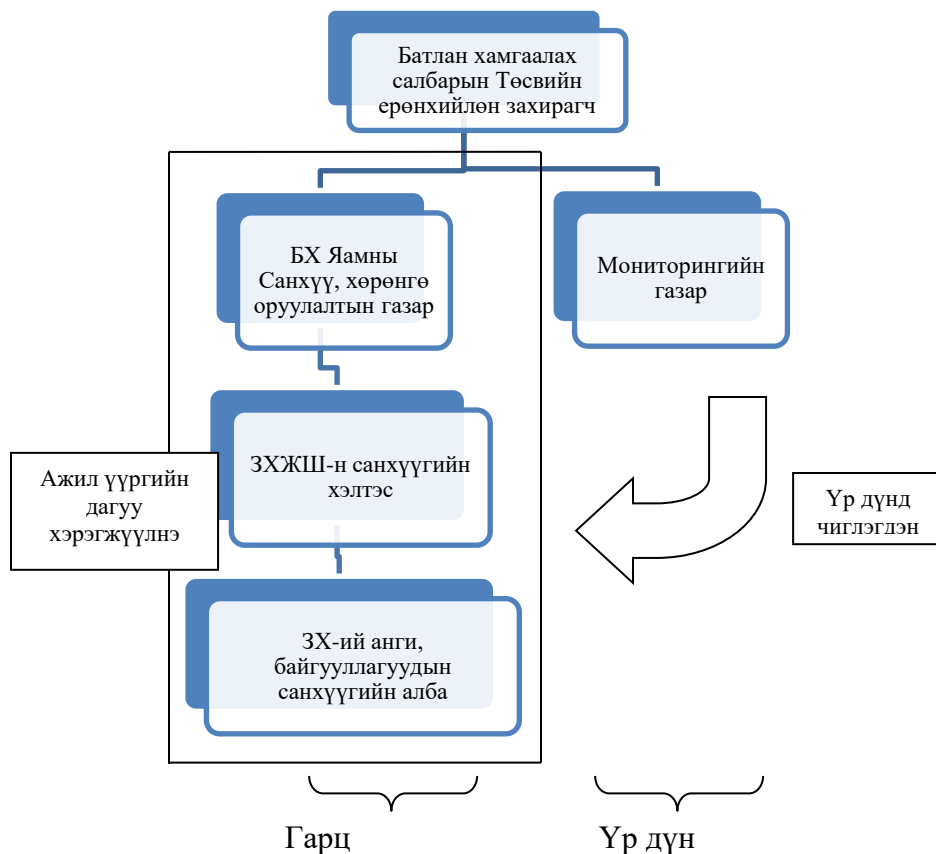 Батлан хамгаалах
салбарын Төсвийн
ерөнхийлөн захирагч
БХ Яамны
Санхүү, хөрөнгө
оруулалтын газар
Мониторингийн
газар
ЗХЖШ-н санхүүгийн
хэлтэс
Ажил үүргийн
дагуу
хэрэгжүүлнэ
Үр дүнд
чиглэгдэн
ЗХ-ий анги,
байгууллагуудын
санхүүгийн алба
Гарц
Үр дүн